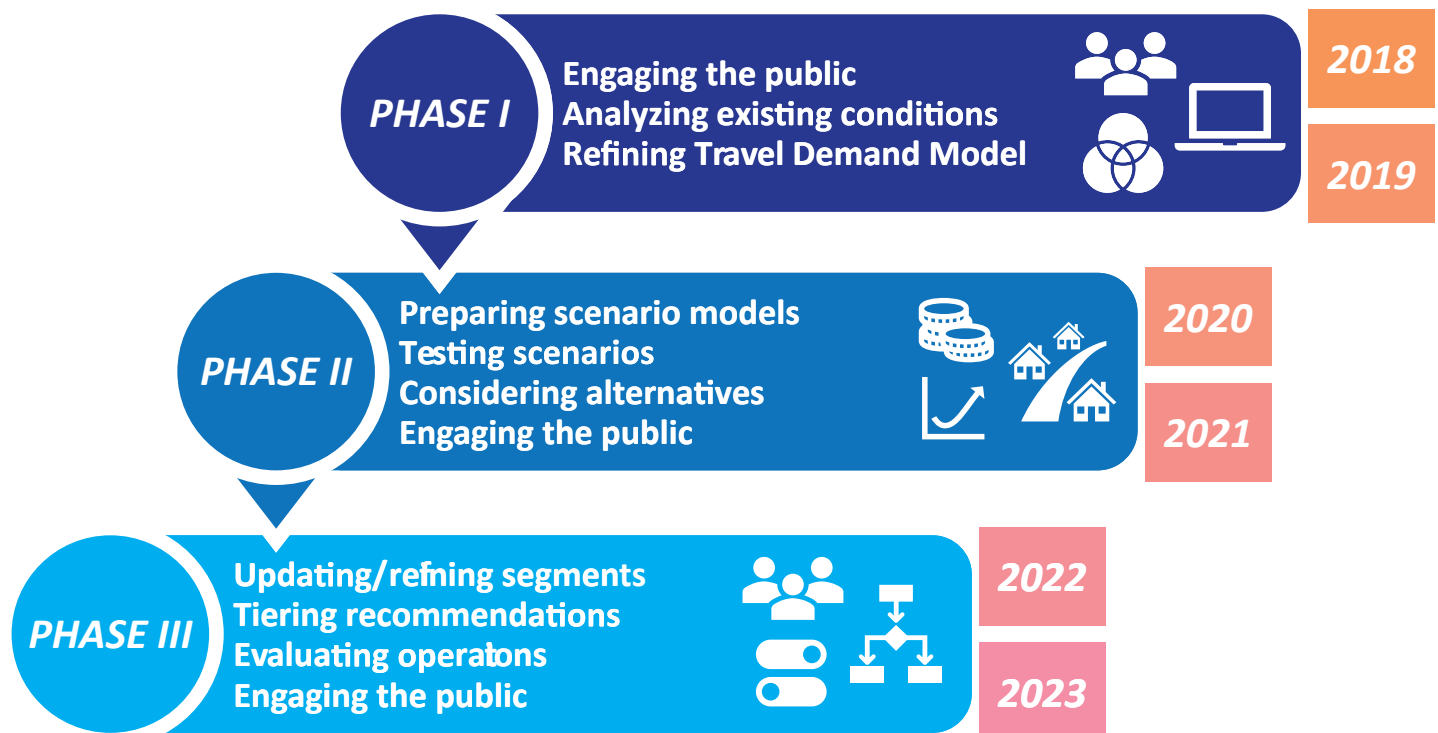 PHASE I
Engaging the public
Analyzing existing conditions
Refining Travel Demand Model
2018
2019
PHASE II
Preparing scenario models
Testing scenarios
Considering alternatives
Engaging the public
2020
2021
PHASE III
Updating/refining segments
Tiering recommendations
Evaluating operations
Engaging the public
2022
2023